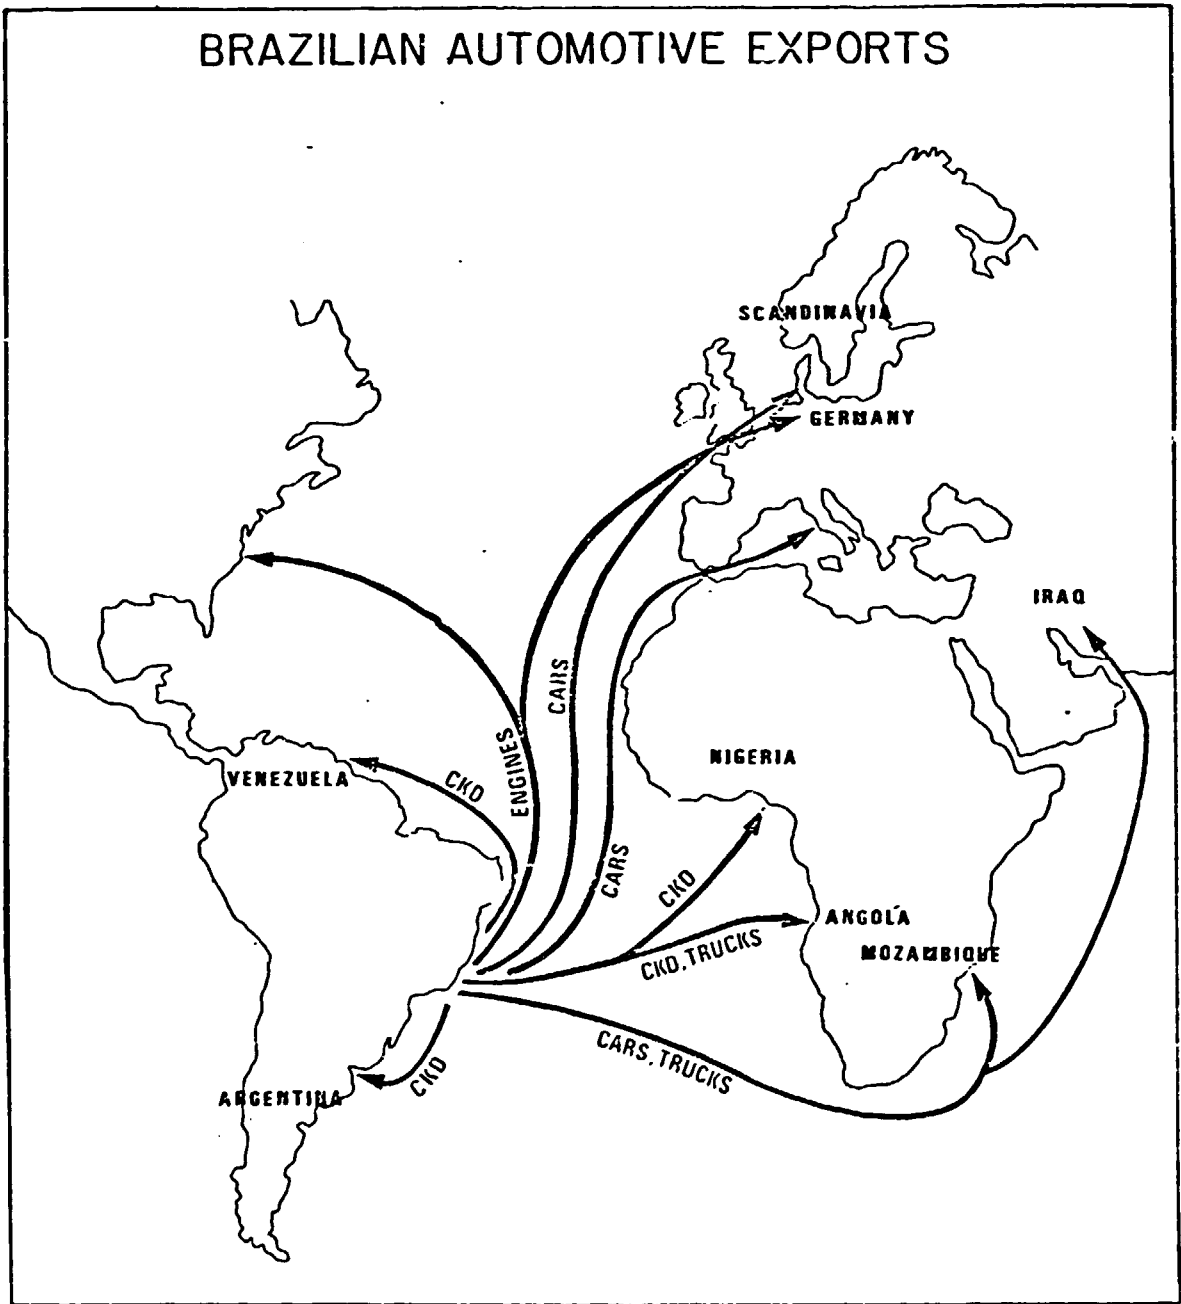 BRAZILIAN AUTOMOTIVE EXPORTS
SCANDINAVIA
GERMANY
IRAQ
CARS
ENGINES
NIGERIA
VENEZUELA
CKD
CARS
CKD
ANGOLA
CKD, TRUCKS
MOZAMBIQUE
CARS, TRUCKS
CKD
ARGENTINA